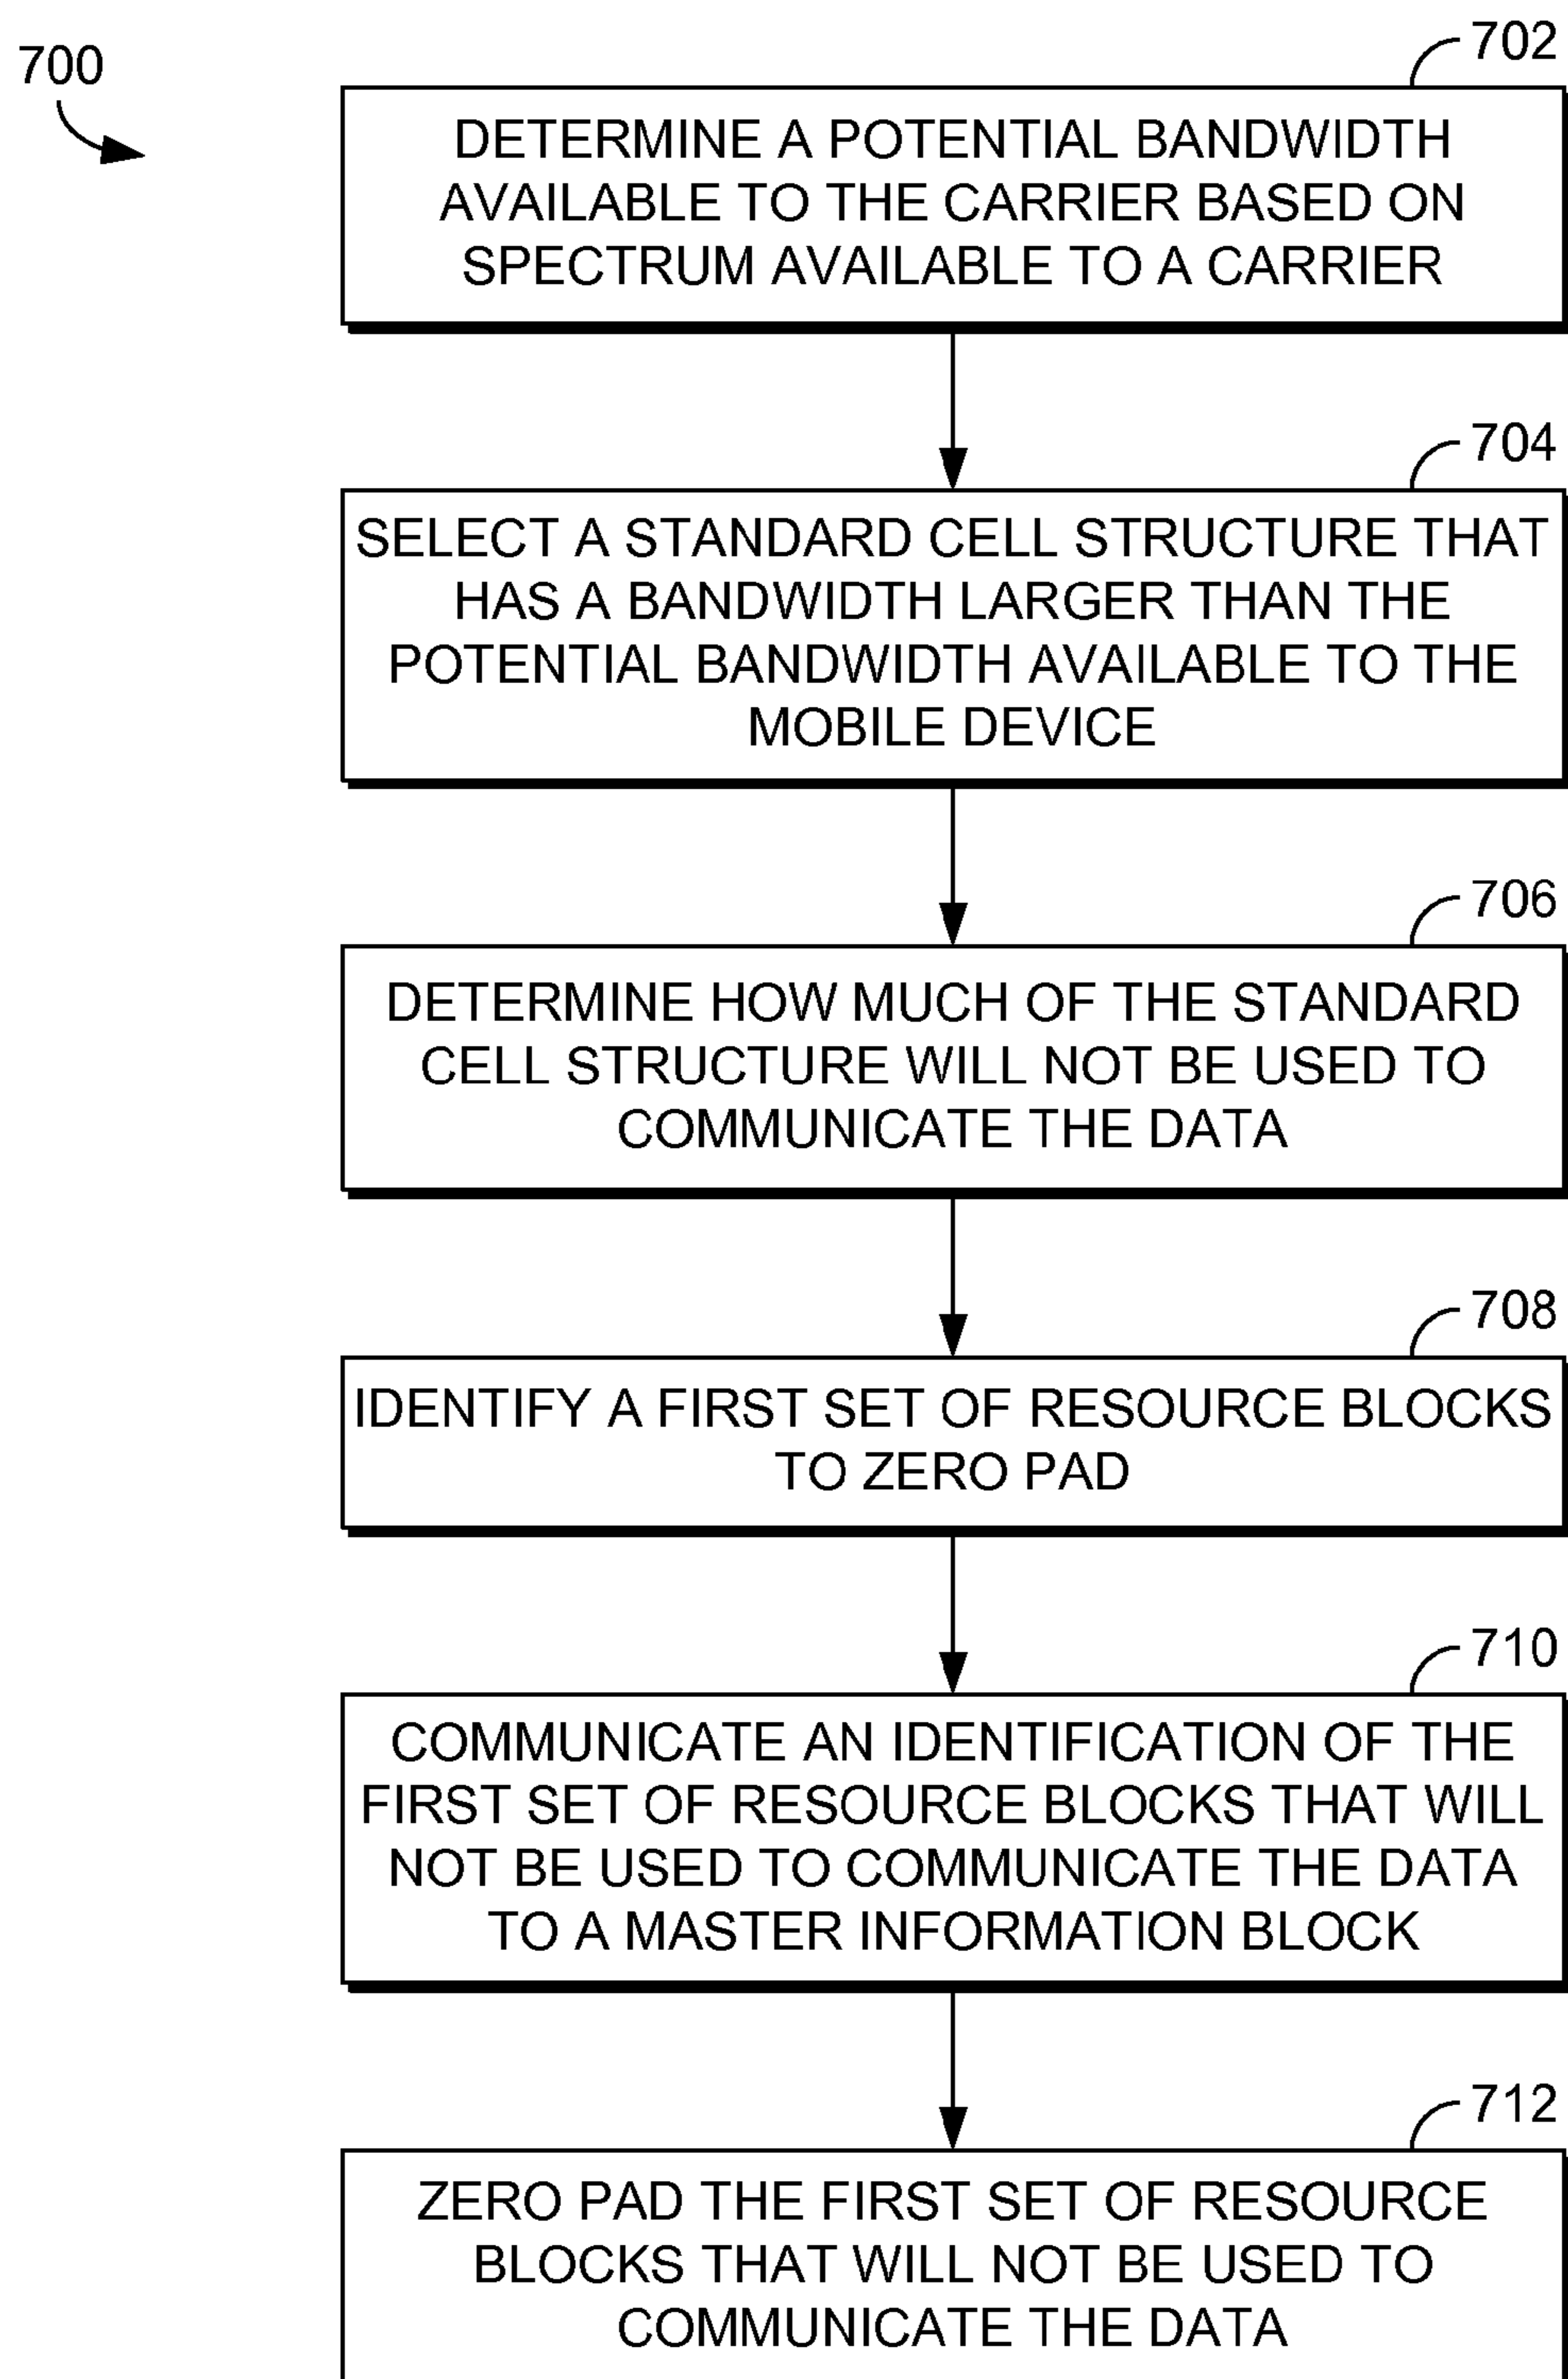 700
702
DETERMINE A POTENTIAL BANDWIDTH
AVAILABLE TO THE CARRIER BASED ON
SPECTRUM AVAILABLE TO A CARRIER
704
SELECT A STANDARD CELL STRUCTURE THAT
HAS A BANDWIDTH LARGER THAN THE
POTENTIAL BANDWIDTH AVAILABLE TO THE
MOBILE DEVICE
706
DETERMINE HOW MUCH OF THE STANDARD
CELL STRUCTURE WILL NOT BE USED TO
COMMUNICATE THE DATA
708
IDENTIFY A FIRST SET OF RESOURCE BLOCKS
TO ZERO PAD
710
COMMUNICATE AN IDENTIFICATION OF THE
FIRST SET OF RESOURCE BLOCKS THAT WILL
NOT BE USED TO COMMUNICATE THE DATA
TO A MASTER INFORMATION BLOCK
712
ZERO PAD THE FIRST SET OF RESOURCE
BLOCKS THAT WILL NOT BE USED TO
COMMUNICATE THE DATA